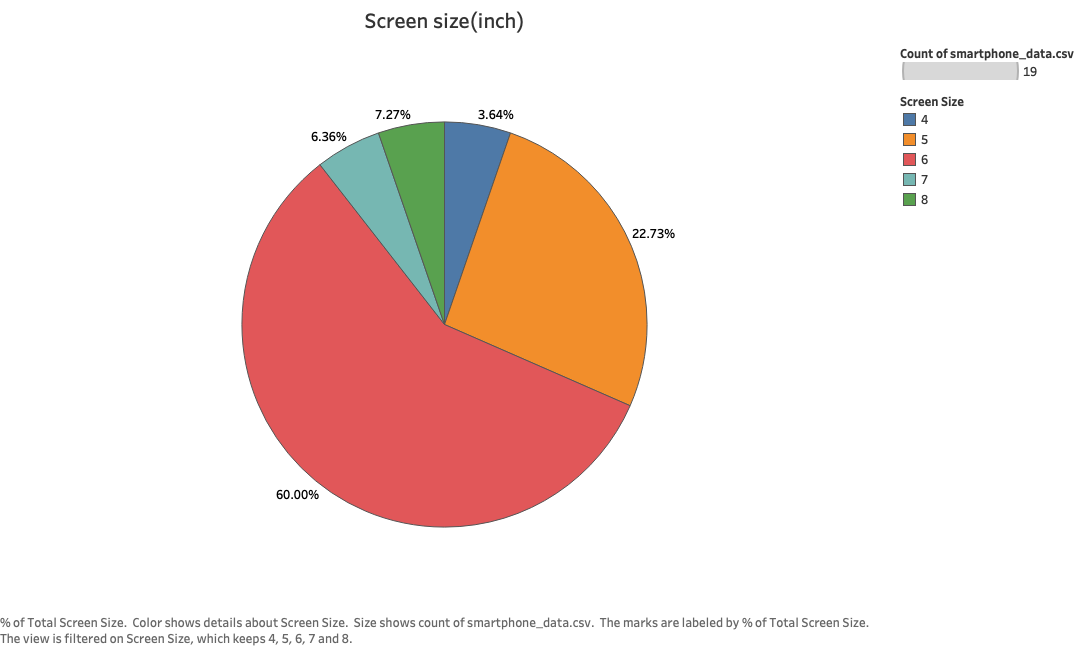 Screen size(inch)
Count of smartphone_data.csv
19
Screen Size
4
5
6
7
8
7.27%
3.64%
6.36%
22.73%
60.00%
% of Total Screen Size. Color shows details about Screen Size. Size shows count of smartphone_data.csv. The marks are labeled by % of Total Screen Size.
The view is filtered on Screen Size, which keeps 4, 5, 6, 7 and 8.